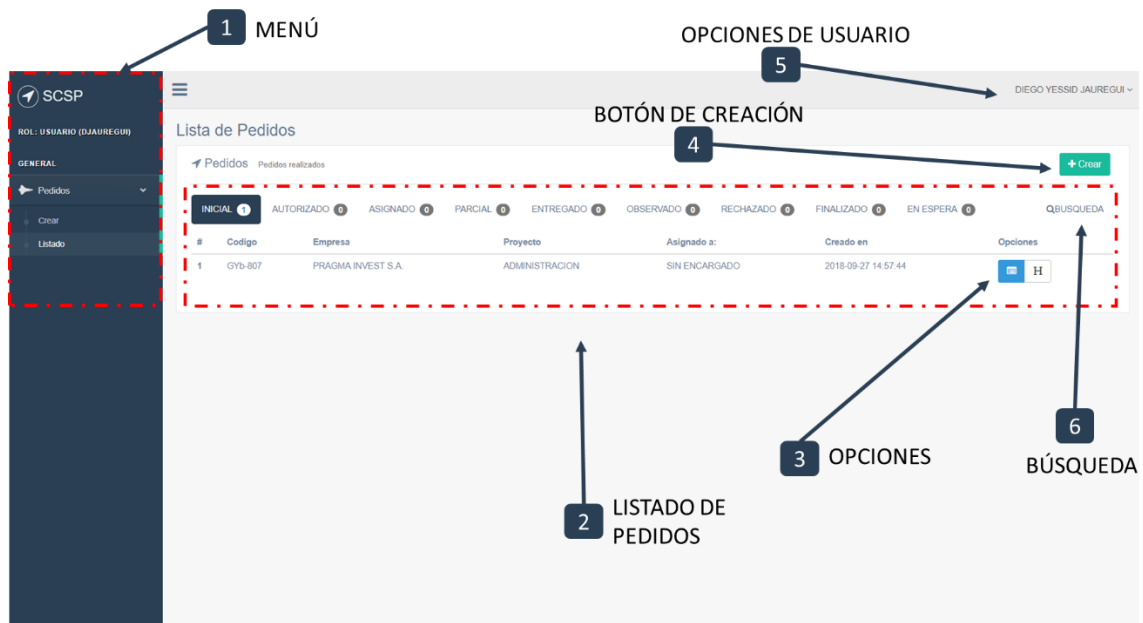 1 MENÚ
OPCIONES DE USUARIO
5
SCSP
DIEGO YESSID JAUREGUI
BOTÓN DE CREACIÓN
4
ROL: USUARIO (DJAUREGUI)
Lista de Pedidos
GENERAL
Pedidos Pedidos realizados
+ Crear
Pedidos
INICIAL 1 AUTORIZADO 0 ASIGNADO 0 PARCIAL 0 ENTREGADO 0 OBSERVADO 0 RECHAZADO 0 FINALIZADO 0 EN ESPERA 0 BUSQUEDA
Crear
Listado
# Codigo Empresa Proyecto Asignado a: Creado en Opciones
1 GYb-807 PRAGMA INVEST S.A. ADMINISTRACION SIN ENCARGADO 2018-09-27 14:57:44 H
6
BÚSQUEDA
3 OPCIONES
2 LISTADO DE
PEDIDOS